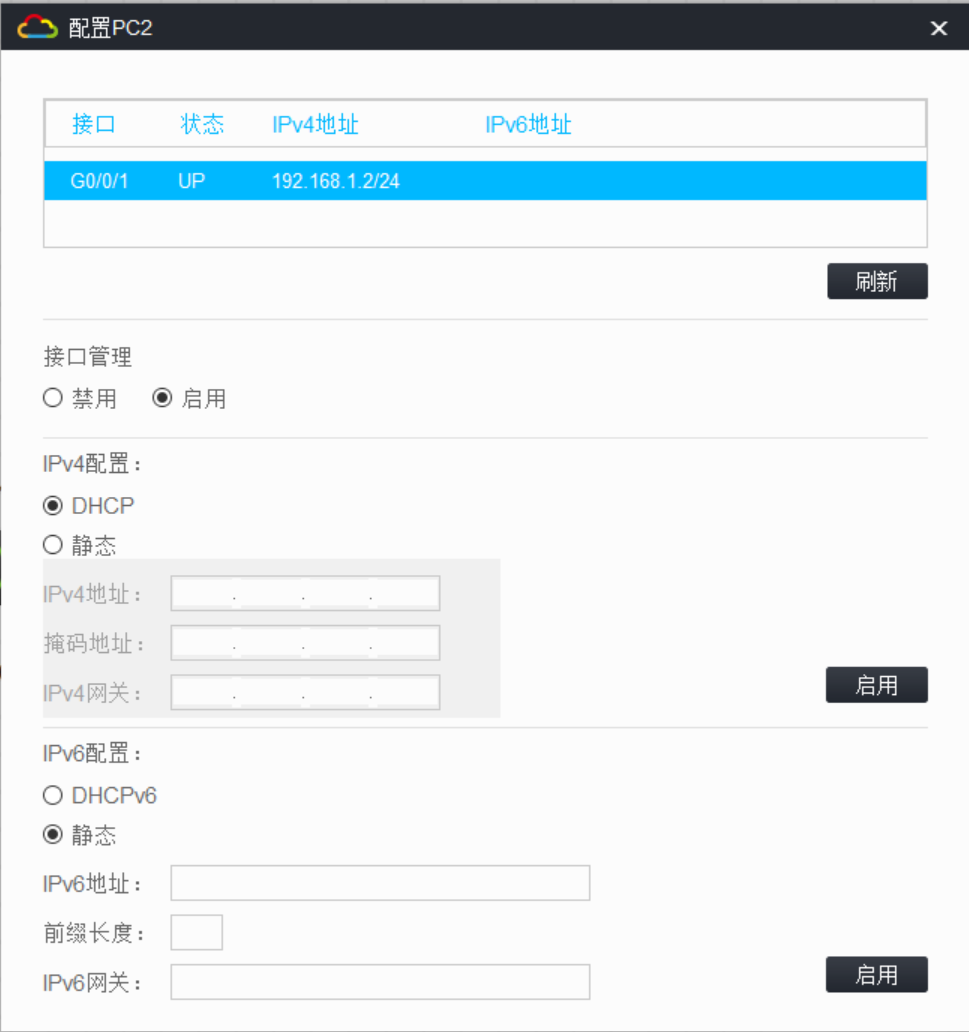 配置PC2
接口 状态 IPv4地址 IPv6地址
G0/0/1 UP 192.168.1.2/24
刷新
接口管理
禁用 启用
IPv4配置：
DHCP
静态
IPv4地址：
掩码地址：
IPv4网关：
启用
IPv6配置：
DHCPv6
静态
IPv6地址：
前缀长度：
IPv6网关：
启用